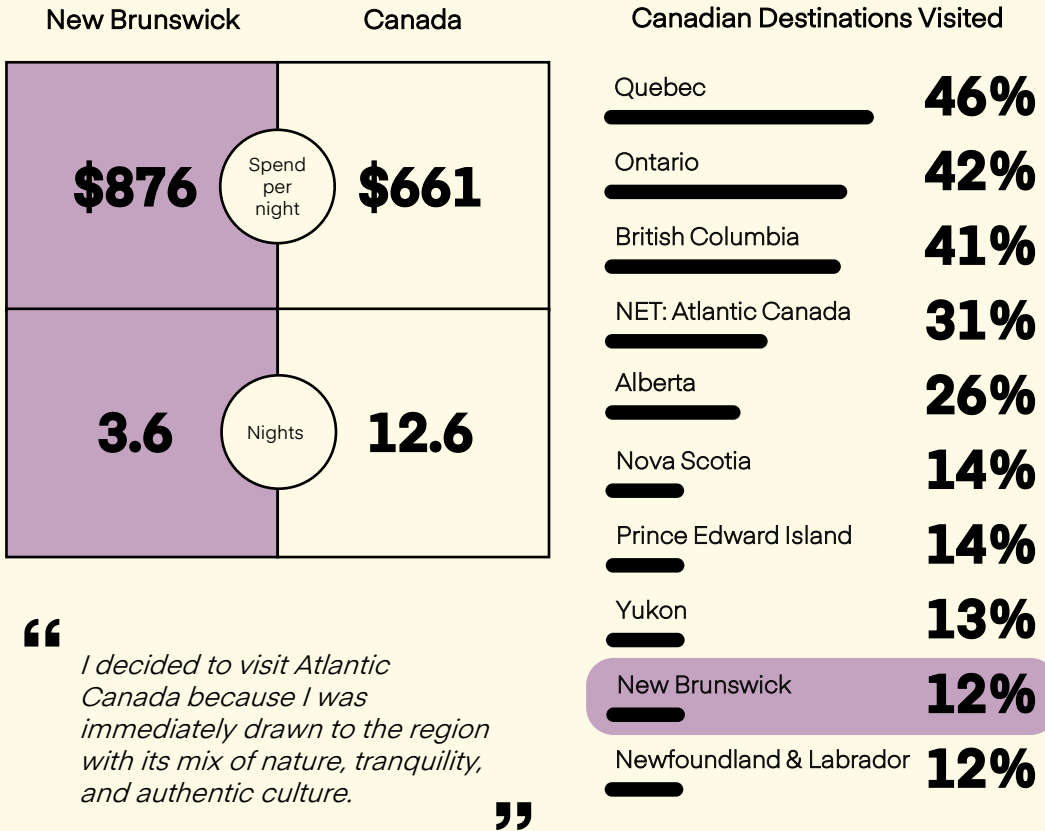 New Brunswick
Canada
$876
Spend
per
night
$661
3.6
Nights
12.6
“
I decided to visit Atlantic
Canada because I was
immediately drawn to the region
with its mix of nature, tranquility,
and authentic culture.
”
Canadian Destinations Visited
Quebec 46%
Ontario 42%
British Columbia 41%
NET: Atlantic Canada 31%
Alberta 26%
Nova Scotia 14%
Prince Edward Island 14%
Yukon 13%
New Brunswick 12%
Newfoundland & Labrador 12%